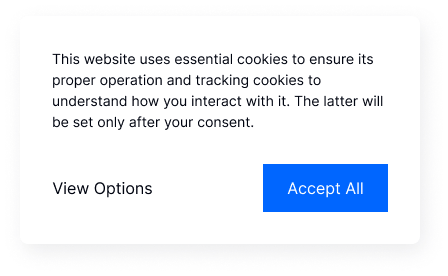 This website uses essential cookies to ensure its
proper operation and tracking cookies to
understand how you interact with it. The latter will
be set only after your consent.
View Options
Accept All